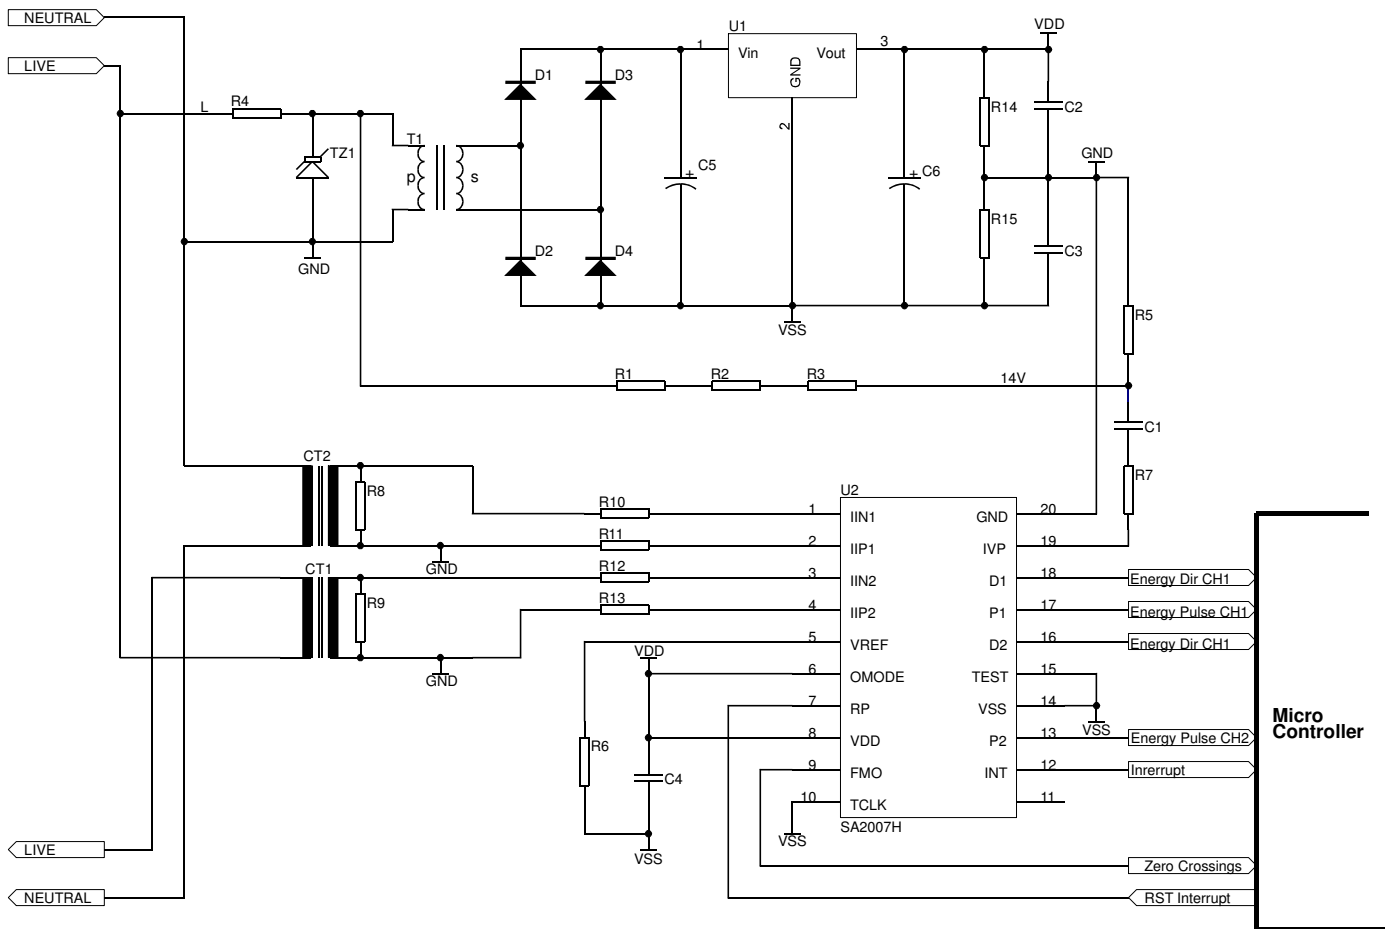 NEUTRAL
LIVE
L
R4
TZ1
GND
T1
p
s
D1
D3
D2
D4
C5
U1
1
Vin
Vout
3
GND
2
VSS
C6
VDD
R14
C2
GND
R15
C3
R5
R1
R2
R3
14V
C1
R7
CT2
R8
GND
CT1
R9
GND
R10
R11
R12
R13
U2
1
IIN1
GND
20
2
IIP1
IVP
19
3
IIN2
D1
18
Energy Dir CH1
4
IIP2
P1
17
Energy Pulse CH1
5
VREF
D2
16
Energy Dir CH1
VDD
6
OMODE
TEST
15
7
RP
VSS
14
VSS
8
VDD
P2
13
Energy Pulse CH2
9
FMO
INT
12
Inrerrupt
10
TCLK
11
SA2007H
VSS
R6
C4
VSS
Micro
Controller
LIVE
NEUTRAL
Zero Crossings
RST Interrupt